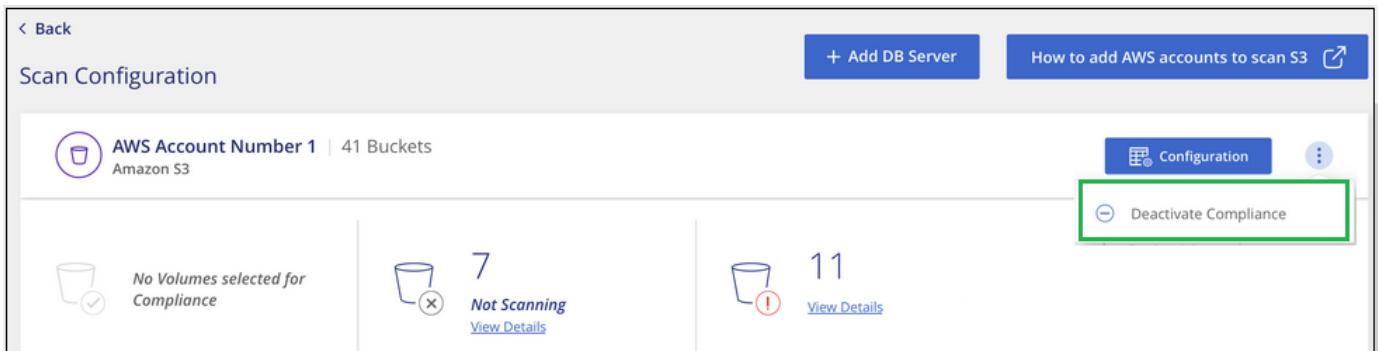 < Back
+ Add DB Server
How to add AWS accounts to scan S3
Scan Configuration
AWS Account Number 1 | 41 Buckets
Amazon S3
Configuration
Deactivate Compliance
No Volumes selected for
Compliance
7
Not Scanning
View Details
11
View Details